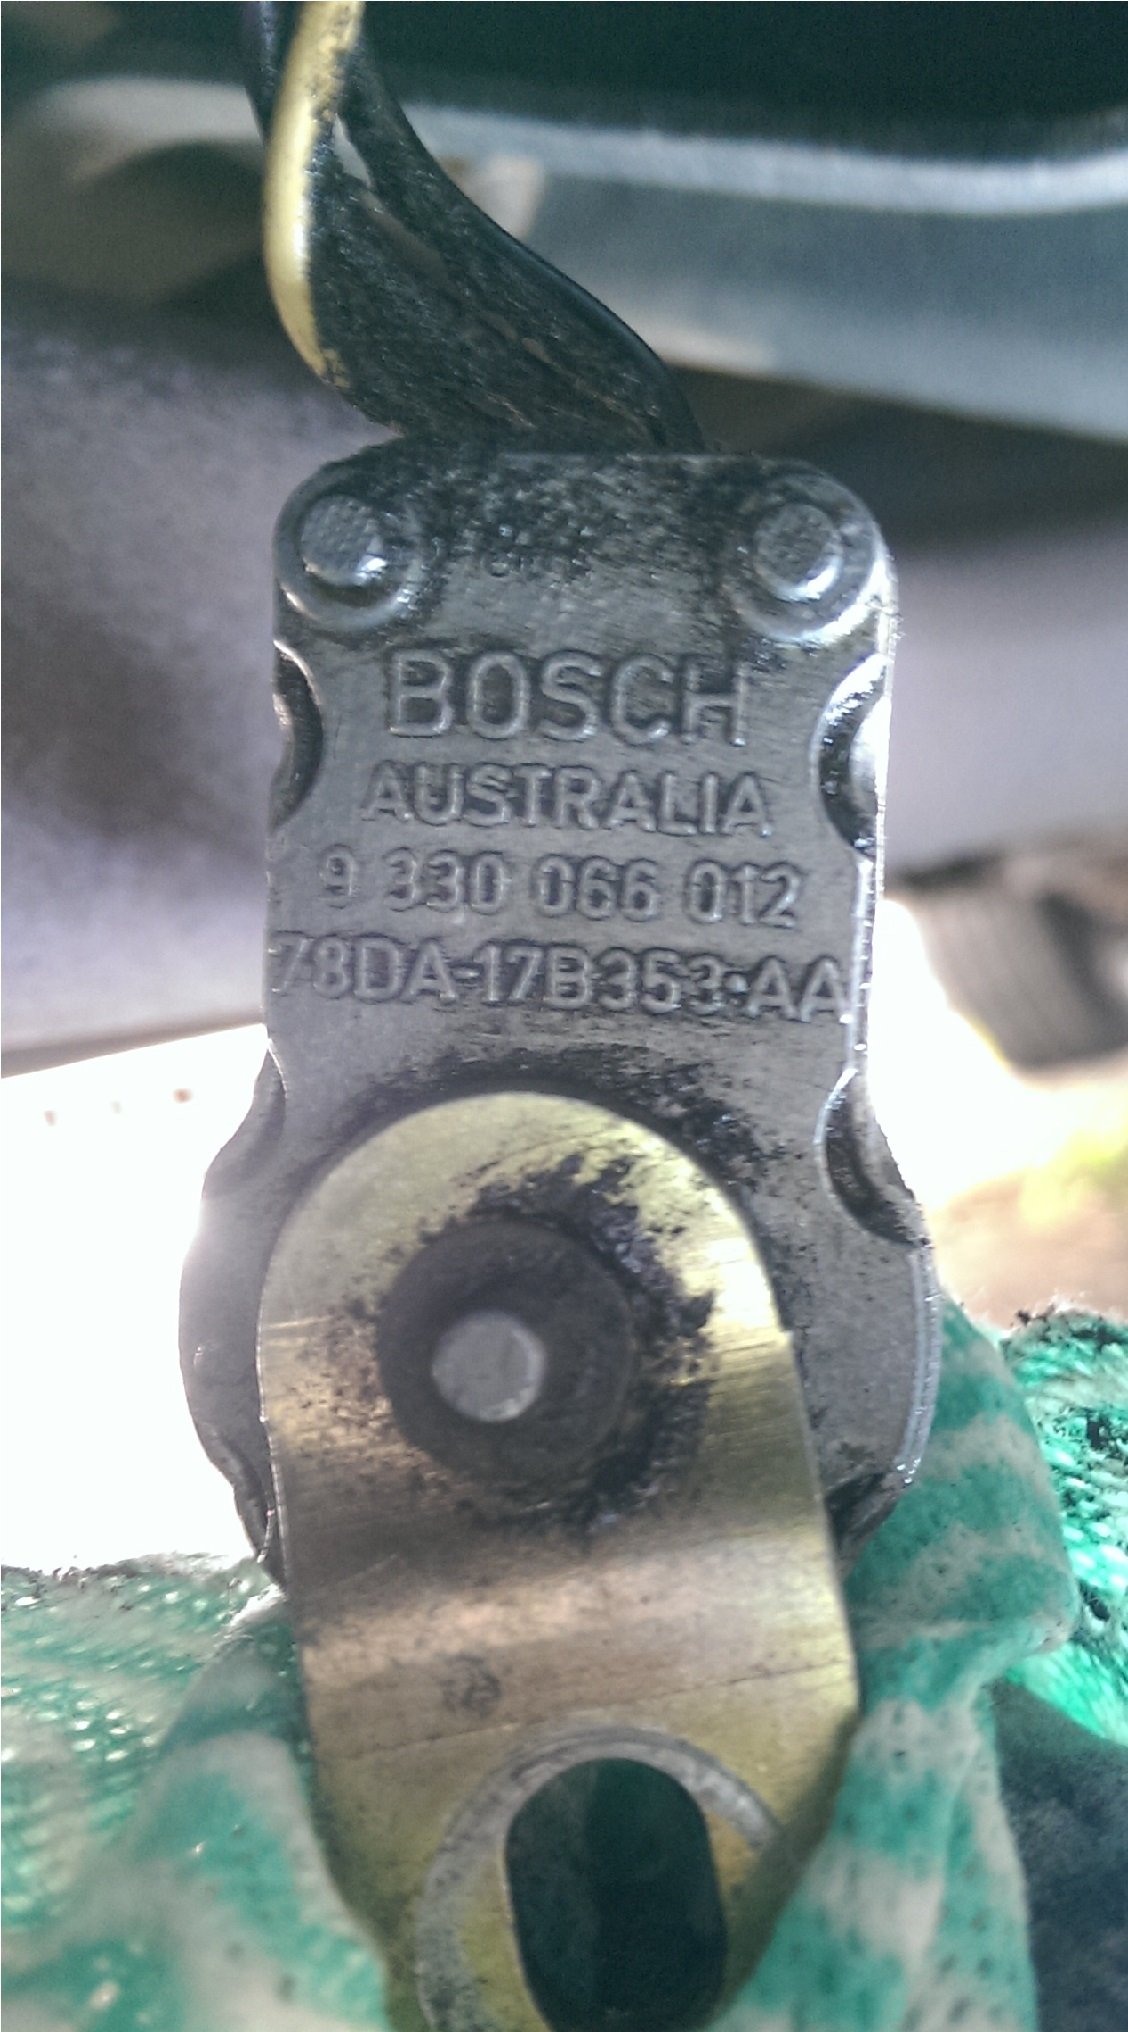 BOSCH
AUSTRALIA
9 330 066 012
78DA-17B353-AA